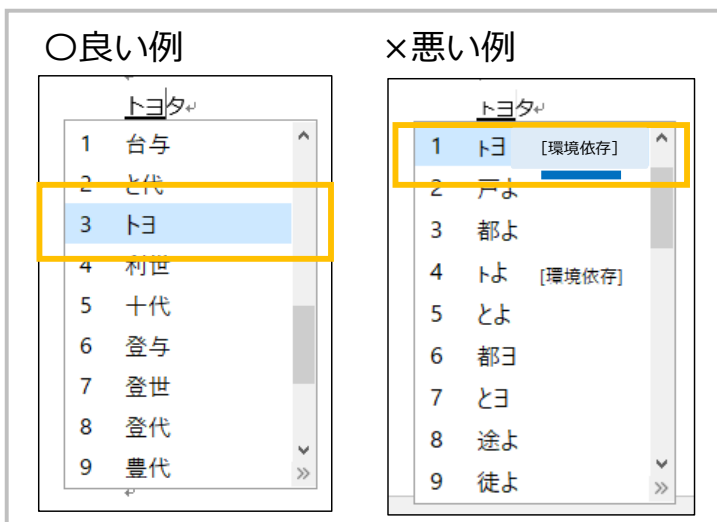 〇良い例
トヨタ
1 台与
2 と代
3 トヨ
4 利世
5 十代
6 登与
7 登世
8 登代
9 豊代
×悪い例
トヨタ
1 ㇳヨ [環境依存]
2 戸よ
3 都よ
4 ㇳよ [環境依存]
5 とよ
6 都ヨ
7 とヨ
8 途よ
9 徒よ